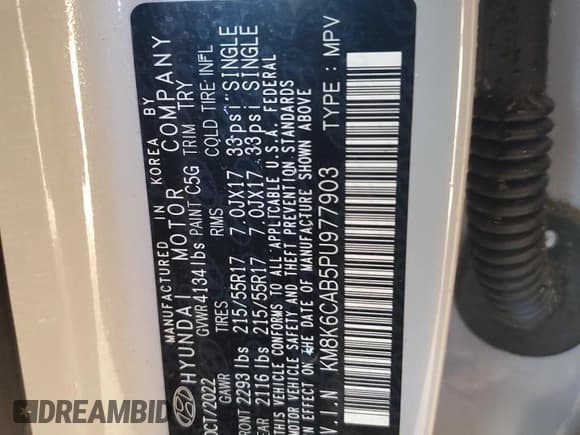 MANUFACTURED IN KOREA BY
HYUNDAI MOTOR COMPANY
OCT/2022 GVWR 4134 lbs PAINT C5G TRIM TRY
GAWR TIRES RIMS COLD TIRE INFL
FRONT 2293 lbs 215/55R17 7.0JX17 33psi SINGLE
REAR 2116 lbs 215/55R17 7.0JX17 33psi SINGLE
THIS VEHICLE CONFORMS TO ALL APPLICABLE U.S.A. FEDERAL
MOTOR VEHICLE SAFETY AND THEFT PREVENTION STANDARDS
IN EFFECT ON THE DATE OF MANUFACTURE SHOWN ABOVE
V.I.N KM8K6CAB5PU977903 TYPE : MPV
DREAMBID